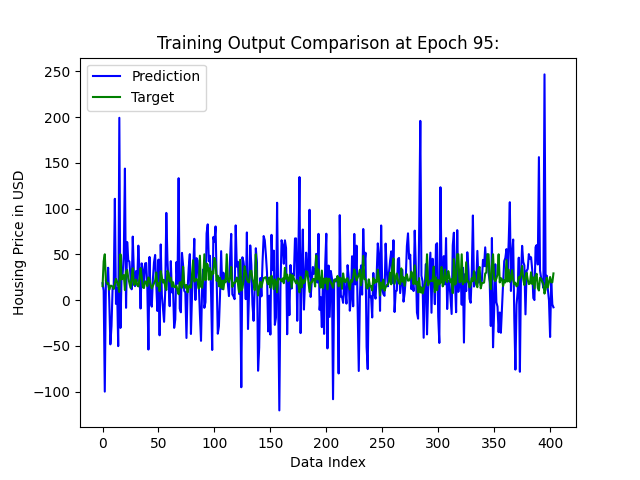 Training Output Comparison at Epoch 95:
Prediction
Target
250
200
150
100
50
0
−50
−100
Housing Price in USD
0 50 100 150 200 250 300 350 400
Data Index